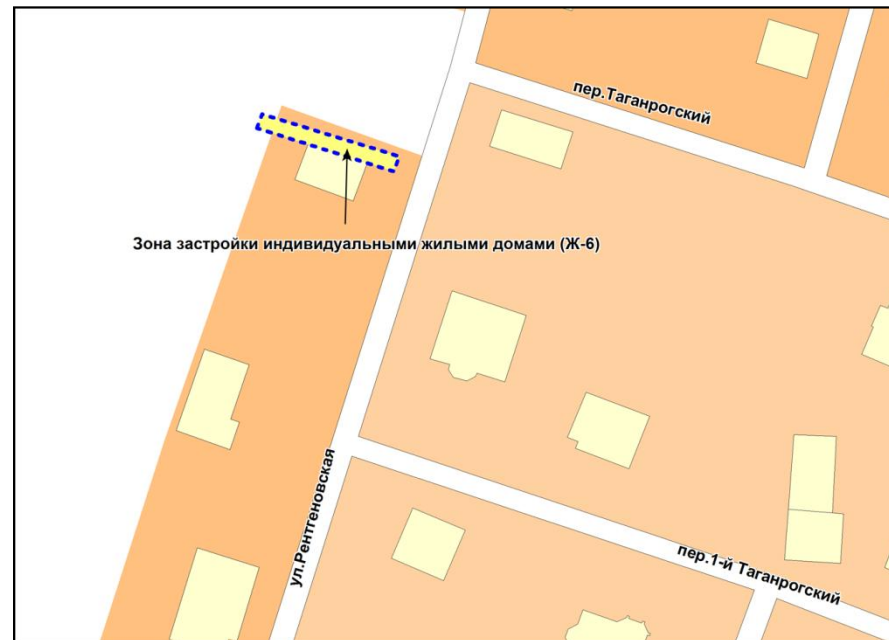 пер.Таганрогский
Зона застройки индивидуальными жилыми домами (Ж-6)
ул.Рентгеновская
пер.1-й Таганрогский